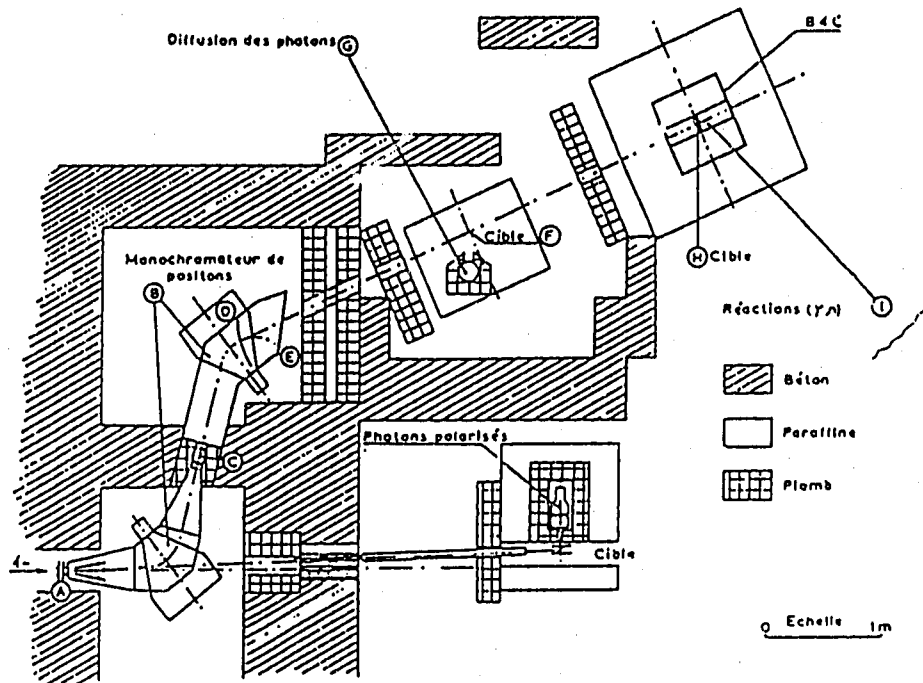 Diffusion des photons G
B4C
Cible F
H Cible
I
Monochromateur de
positons
B
D
E
C
Réactions (γ,n)
Béton
Paraffine
Plomb
Photons polarisés
Cible
A
0 Echelle 1m